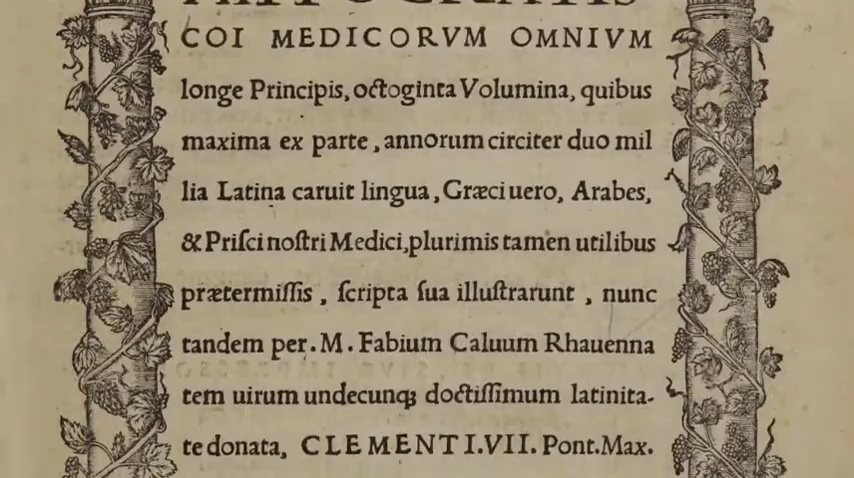 HIPPOCRATIS
COI MEDICORVM OMNIVM
longe Principis, octoginta Volumina, quibus
maxima ex parte, annorum circiter duo mil
lia Latina caruit lingua, Græci uero, Arabes,
& Priſci noſtri Medici, plurimis tamen utilibus
prætermiſſis, ſcripta ſua illuſtrarunt, nunc
tandem per. M. Fabium Caluum Rhauenna
tem uirum undecunqꝫ doctiſſimum latinita-
te donata, CLEMENTI.VII. Pont.Max.